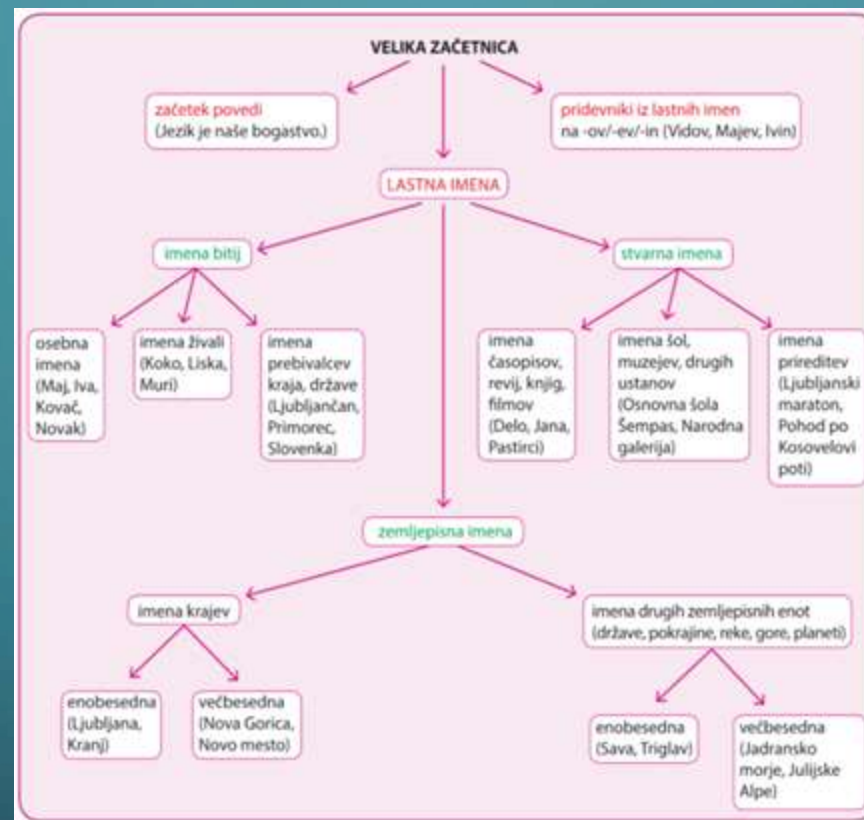 VELIKA ZAČETNICA
začetek povedi
(Jezik je naše bogastvo.)
pridevniki iz lastnih imen
na -ov/-ev/-in (Vidov, Majev, Ivin)
LASTNA IMENA
imena bitij
stvarna imena
osebna
imena
(Maj, Iva,
Kovač,
Novak)
imena živali
(Koko, Liska,
Muri)
imena
prebivalcev
kraja, države
(Ljubljančan,
Primorec,
Slovenka)
imena
časopisov,
revij, knjig,
filmov
(Delo, Jana,
Pastirci)
imena šol,
muzejev, drugih
ustanov
(Osnovna šola
Šempas, Narodna
galerija)
imena
prireditev
(Ljubljanski
maraton,
Pohod po
Kosovelovi
poti)
zemljepisna imena
imena krajev
imena drugih zemljepisnih enot
(države, pokrajine, reke, gore, planeti)
enobesedna
(Ljubljana,
Kranj)
večbesedna
(Nova Gorica,
Novo mesto)
enobesedna
(Sava, Triglav)
večbesedna
(Jadransko
morje, Julijske
Alpe)